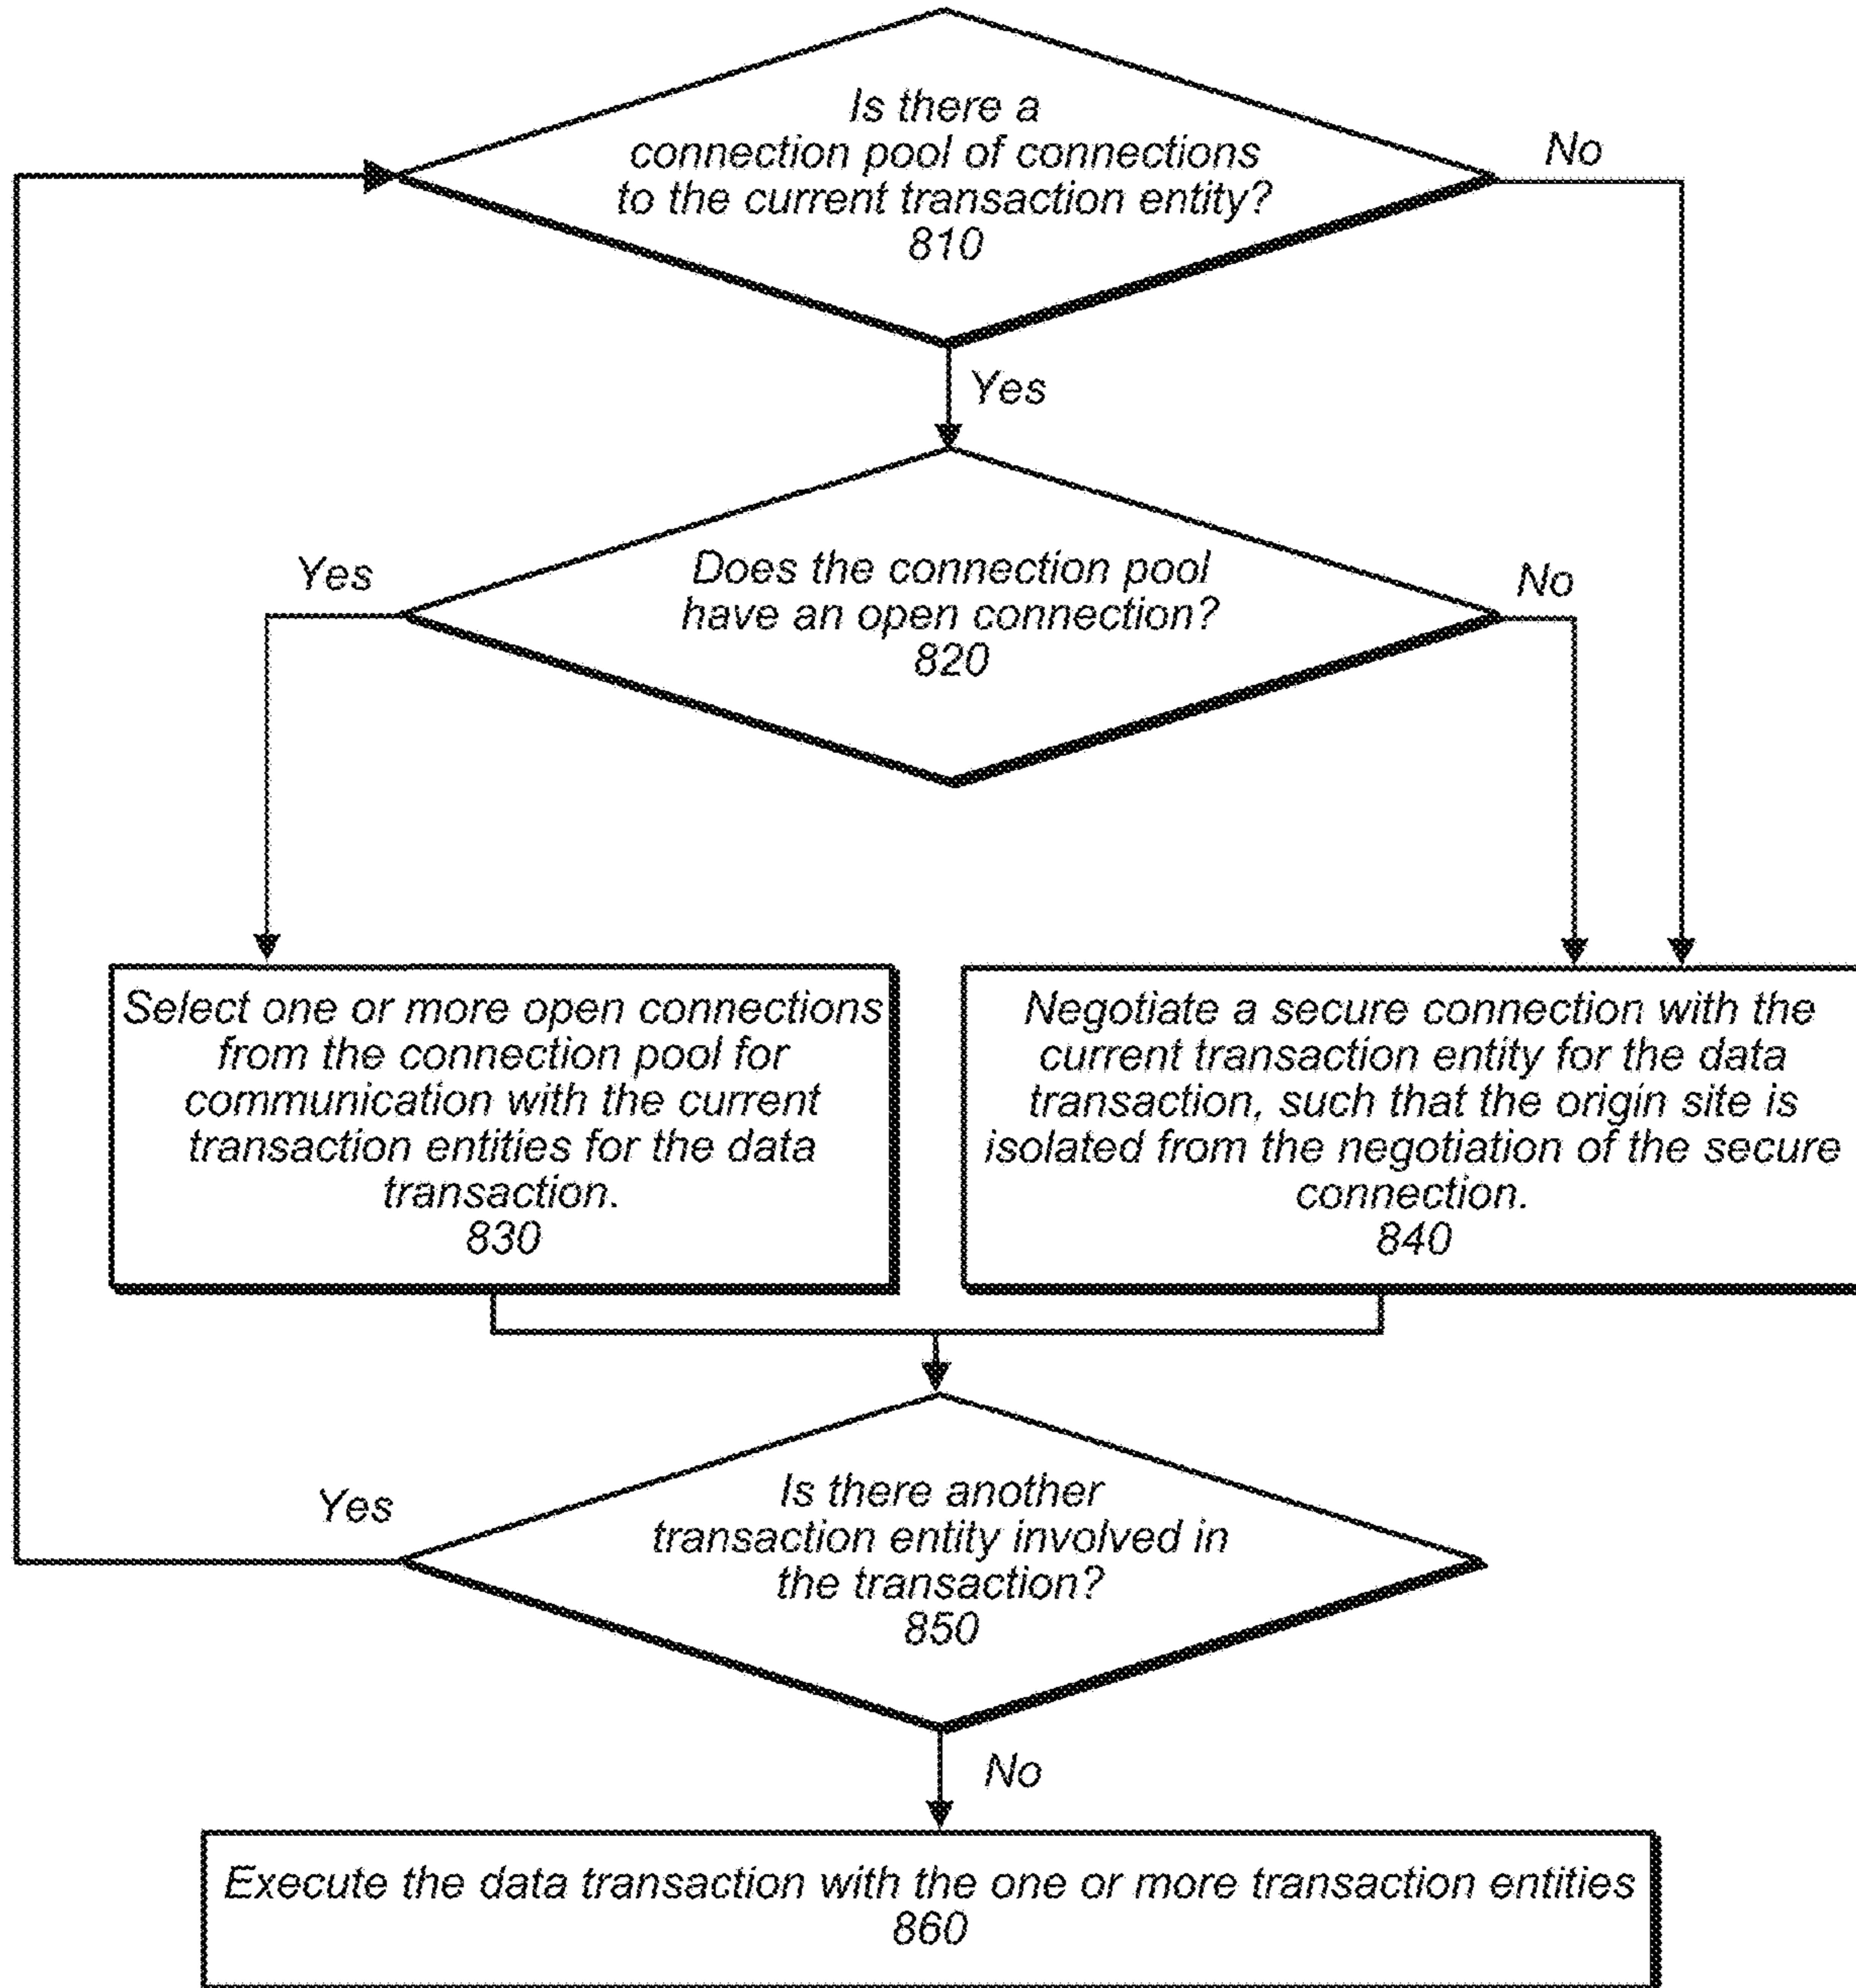 Is there a
connection pool of connections
to the current transaction entity?
810
No
Yes
Does the connection pool
have an open connection?
820
Yes
No
Select one or more open connections
from the connection pool for
communication with the current
transaction entities for the data
transaction.
830
Negotiate a secure connection with the
current transaction entity for the data
transaction, such that the origin site is
isolated from the negotiation of the secure
connection.
840
Is there another
transaction entity involved in
the transaction?
850
Yes
No
Execute the data transaction with the one or more transaction entities
860